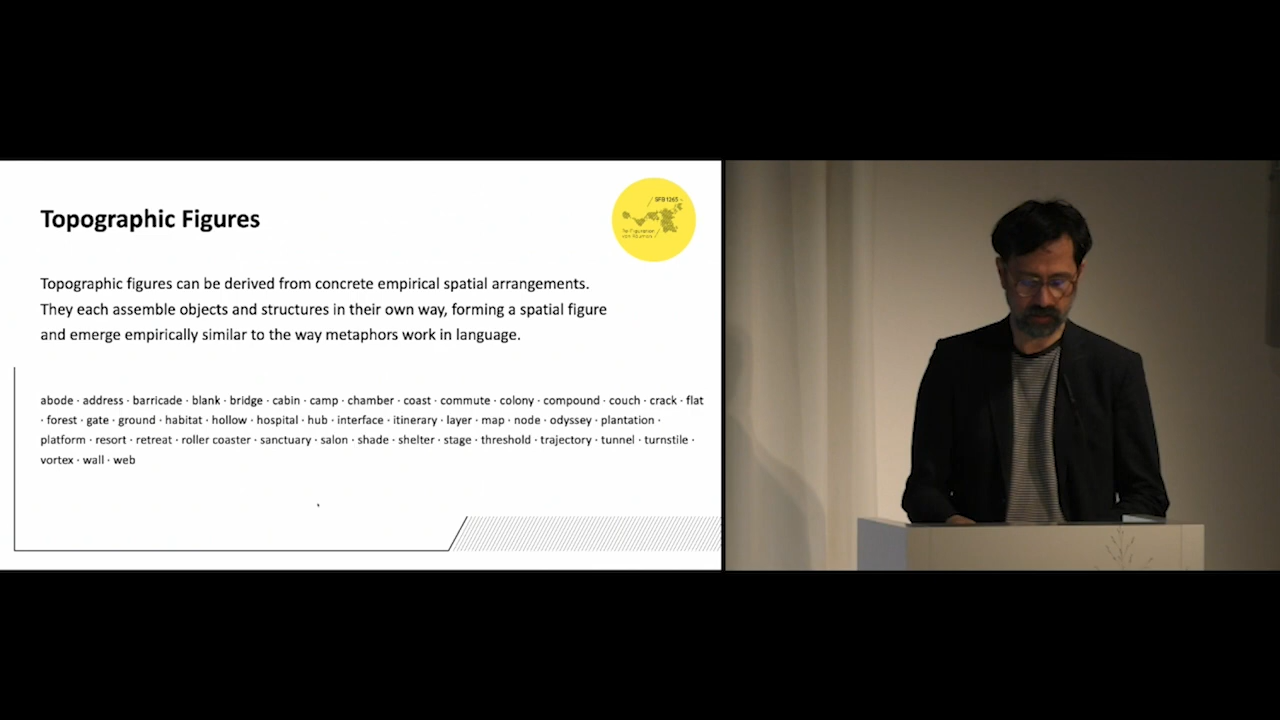 Topographic Figures
SFB 1265
Re-Figuration
von Räumen
Topographic figures can be derived from concrete empirical spatial arrangements.
They each assemble objects and structures in their own way, forming a spatial figure
and emerge empirically similar to the way metaphors work in language.
abode · address · barricade · blank · bridge · cabin · camp · chamber · coast · commute · colony · compound · couch · crack · flat
· forest · gate · ground · habitat · hollow · hospital · hub · interface · itinerary · layer · map · node · odyssey · plantation ·
platform · resort · retreat · roller coaster · sanctuary · salon · shade · shelter · stage · threshold · trajectory · tunnel · turnstile ·
vortex · wall · web